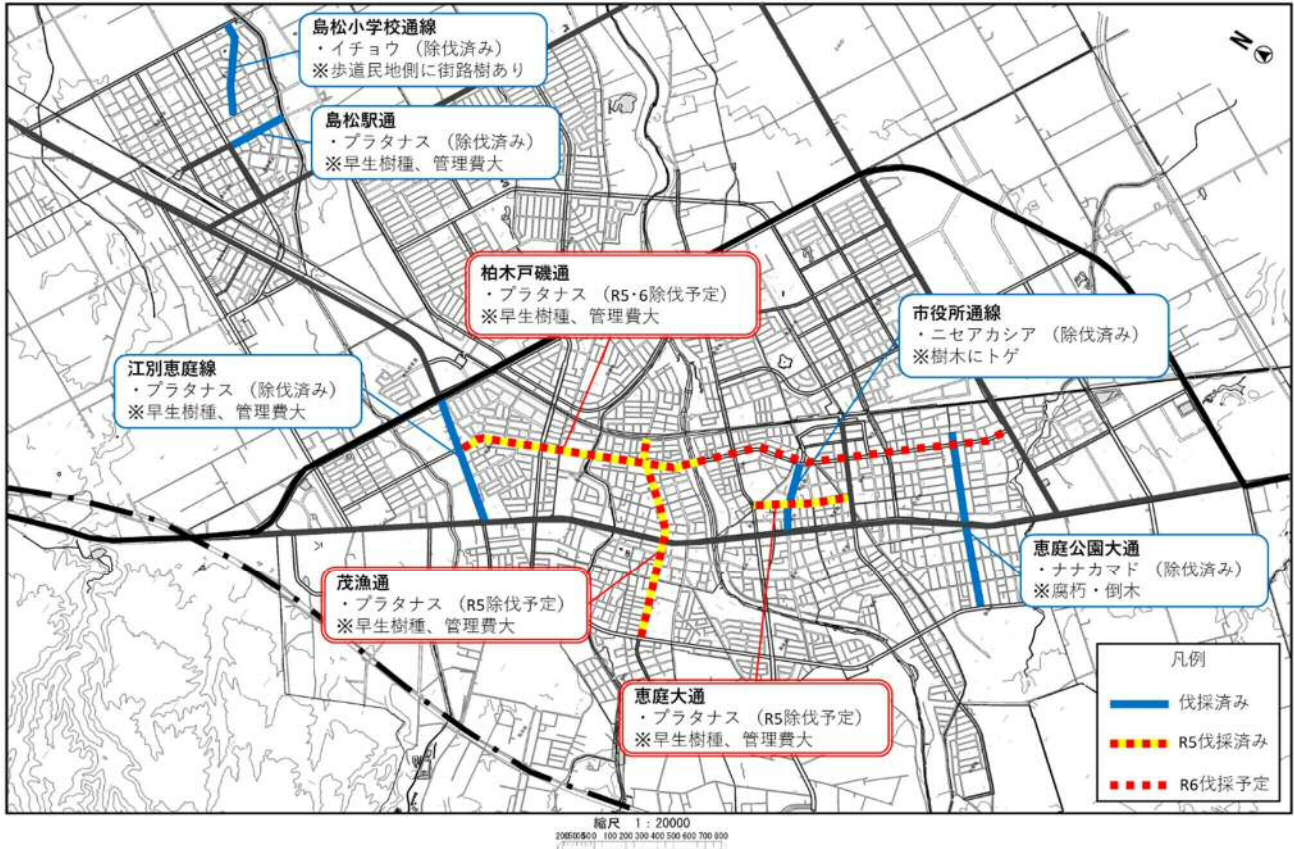 島松小学校通線
・イチョウ （除伐済み）
※歩道民地側に街路樹あり
N
島松駅通
・プラタナス （除伐済み）
※早生樹種、管理費大
柏木戸磯通
・プラタナス （R5･6除伐予定）
※早生樹種、管理費大
市役所通線
・ニセアカシア （除伐済み）
※樹木にトゲ
江別恵庭線
・プラタナス （除伐済み）
※早生樹種、管理費大
恵庭公園大通
・ナナカマド （除伐済み）
※腐朽・倒木
茂漁通
・プラタナス （R5除伐予定）
※早生樹種、管理費大
恵庭大通
・プラタナス （R5除伐予定）
※早生樹種、管理費大
凡例
伐採済み
R5伐採済み
R6伐採予定
縮尺 1：20000
100 200 300 400 500 600 700 800